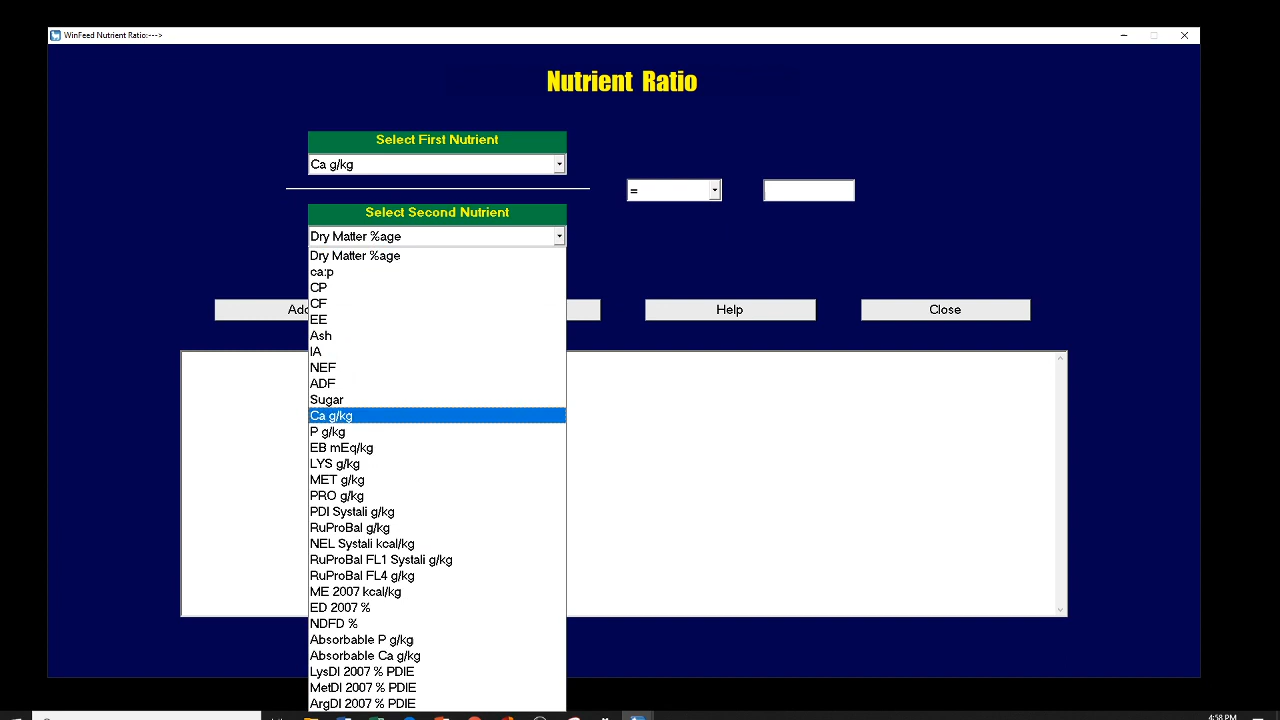 WinFeed Nutrient Ratio:--->
Nutrient Ratio
Select First Nutrient
Ca g/kg
=
Select Second Nutrient
Dry Matter %age
Dry Matter %age
ca:p
CP
CF
EE
Ash
IA
NEF
ADF
Sugar
Ca g/kg
P g/kg
EB mEq/kg
LYS g/kg
MET g/kg
PRO g/kg
PDI Systali g/kg
RuProBal g/kg
NEL Systali kcal/kg
RuProBal FL1 Systali g/kg
RuProBal FL4 g/kg
ME 2007 kcal/kg
ED 2007 %
NDFD %
Absorbable P g/kg
Absorbable Ca g/kg
LysDI 2007 % PDIE
MetDI 2007 % PDIE
ArgDI 2007 % PDIE
Help
Close
4:58 PM